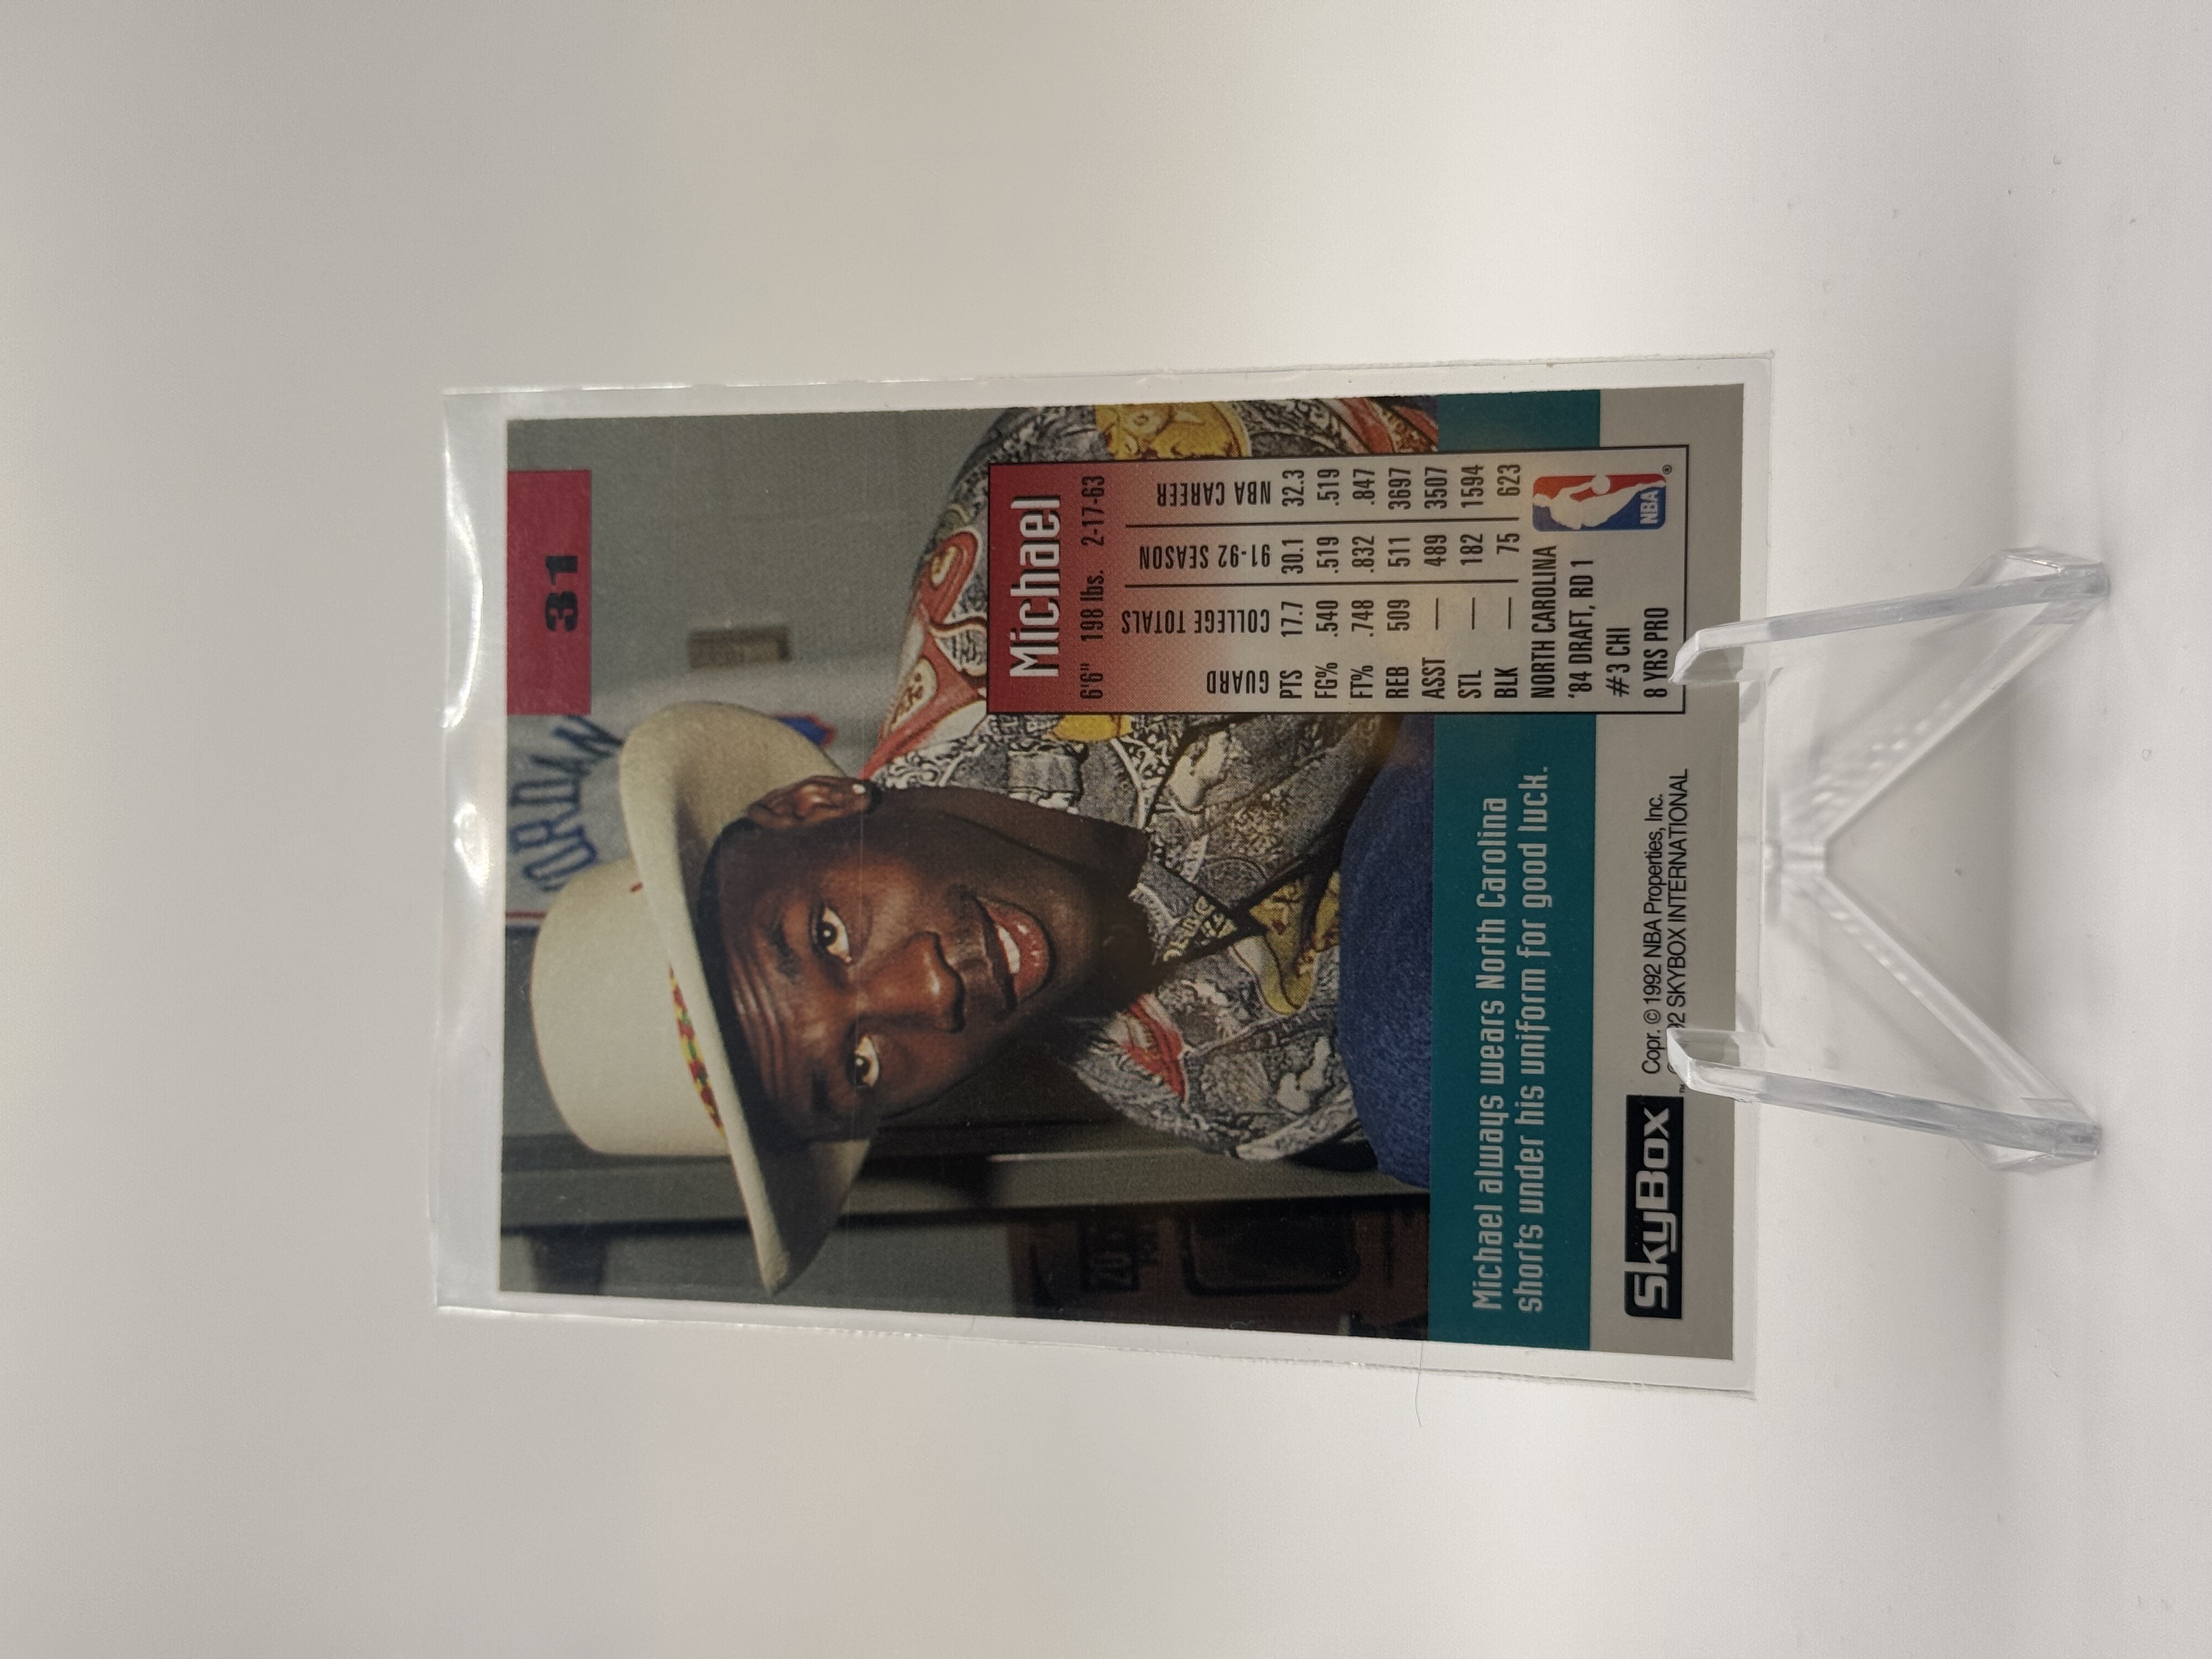 31
JORDAN
Michael
6'6" 198 lbs. 2-17-63
GUARD COLLEGE TOTALS 91-92 SEASON NBA CAREER
PTS 17.7 30.1 32.3
FG% .540 .519 .519
FT% .748 .832 .847
REB 509 511 3697
ASST — 489 3507
STL — 182 1594
BLK — 75 623
NORTH CAROLINA
'84 DRAFT, RD 1
#3 CHI
8 YRS PRO
NBA ®
Michael always wears North Carolina
shorts under his uniform for good luck.
SkyBox ™
Copr. © 1992 NBA Properties, Inc.
92 SKYBOX INTERNATIONAL